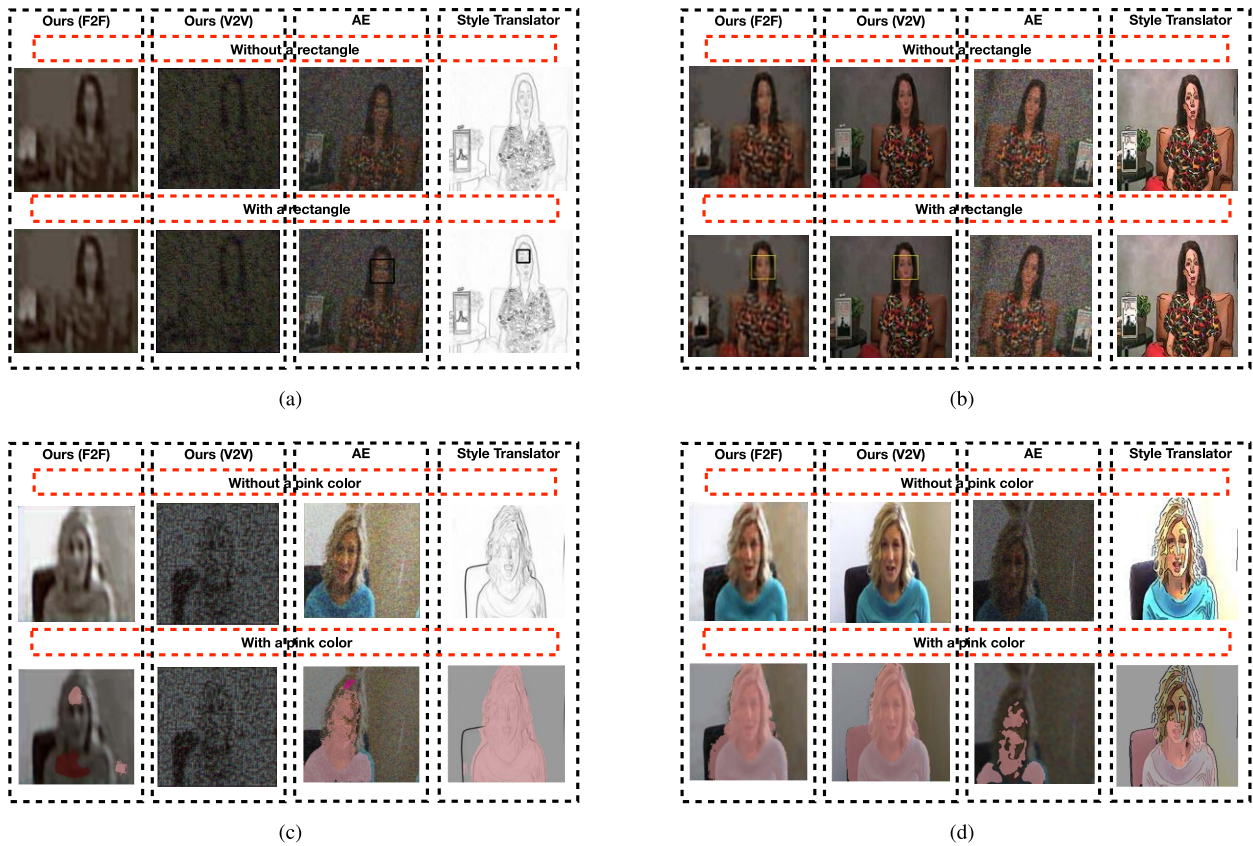 Ours (F2F) Ours (V2V) AE Style Translator
Without a rectangle
With a rectangle
(a)
Ours (F2F) Ours (V2V) AE Style Translator
Without a rectangle
With a rectangle
(b)
Ours (F2F) Ours (V2V) AE Style Translator
Without a pink color
With a pink color
(c)
Ours (F2F) Ours (V2V) AE Style Translator
Without a pink color
With a pink color
(d)